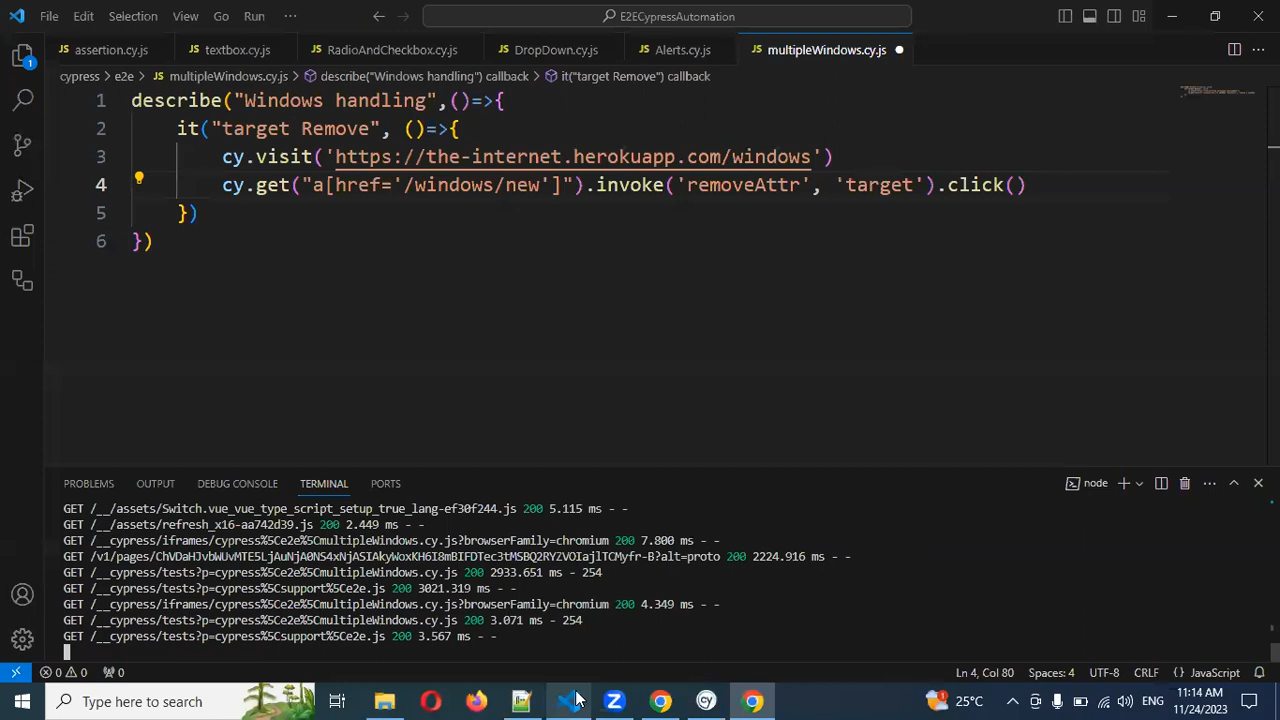 File Edit Selection View Go Run ··· E2ECypressAutomation
JS assertion.cy.js JS textbox.cy.js JS RadioAndCheckbox.cy.js JS DropDown.cy.js JS Alerts.cy.js JS multipleWindows.cy.js
cypress > e2e > JS multipleWindows.cy.js > describe("Windows handling") callback > it("target Remove") callback
1 describe("Windows handling",()=>{
2 it("target Remove", ()=>{
3 cy.visit('https://the-internet.herokuapp.com/windows')
4 cy.get("a[href='/windows/new']").invoke('removeAttr', 'target').click()
5 })
6 })
PROBLEMS OUTPUT DEBUG CONSOLE TERMINAL PORTS node
GET /__/assets/Switch.vue_vue_type_script_setup_true_lang-ef30f244.js 200 5.115 ms - -
GET /__/assets/refresh_x16-aa742d39.js 200 2.449 ms - -
GET /__cypress/iframes/cypress%5Ce2e%5CmultipleWindows.cy.js?browserFamily=chromium 200 7.800 ms - -
GET /__cypress/tests?p=cypress%5Ce2e%5CmultipleWindows.cy.js 200 2933.651 ms - 254
GET /__cypress/tests?p=cypress%5Csupport%5Ce2e.js 200 3021.319 ms - -
GET /__cypress/iframes/cypress%5Ce2e%5CmultipleWindows.cy.js?browserFamily=chromium 200 4.349 ms - -
GET /__cypress/tests?p=cypress%5Ce2e%5CmultipleWindows.cy.js 200 3.071 ms - 254
GET /__cypress/tests?p=cypress%5Csupport%5Ce2e.js 200 3.567 ms - -
0 0 0 Ln 4, Col 80 Spaces: 4 UTF-8 CRLF {} JavaScript
Type here to search 25°C ENG 11:14 AM
11/24/2023